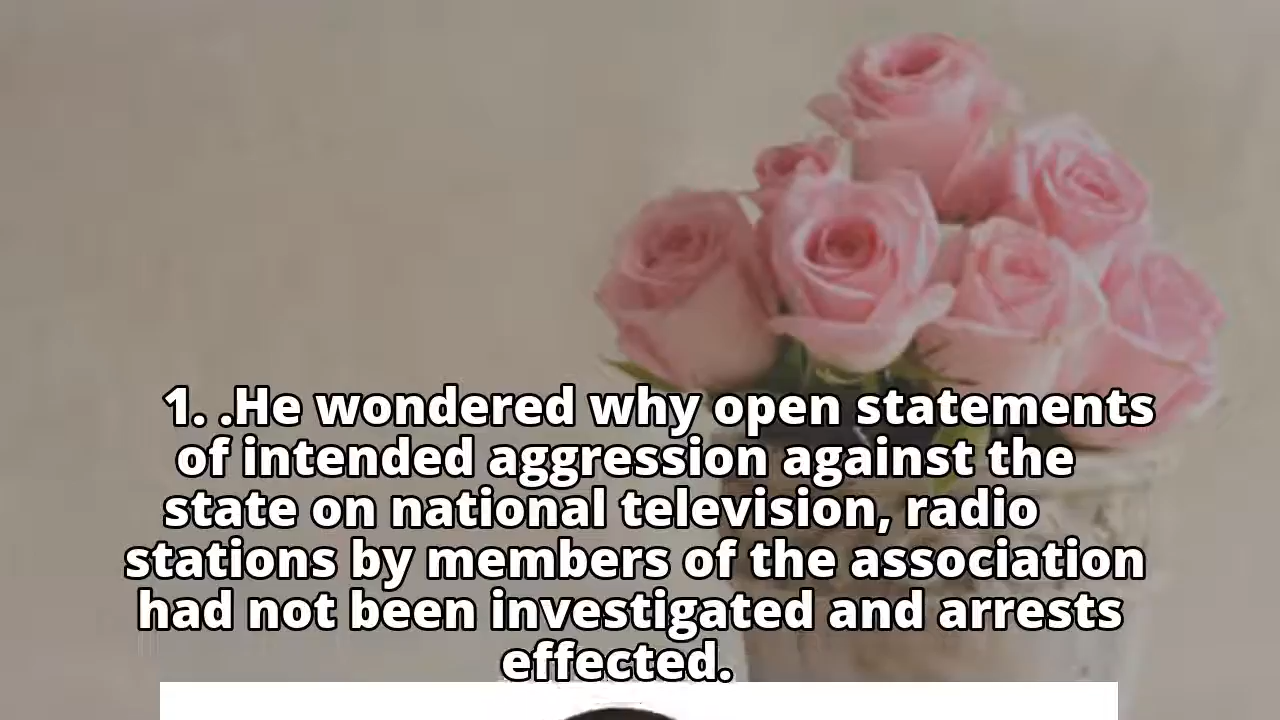 1. .He wondered why open statements
of intended aggression against the
state on national television, radio
stations by members of the association
had not been investigated and arrests
effected.